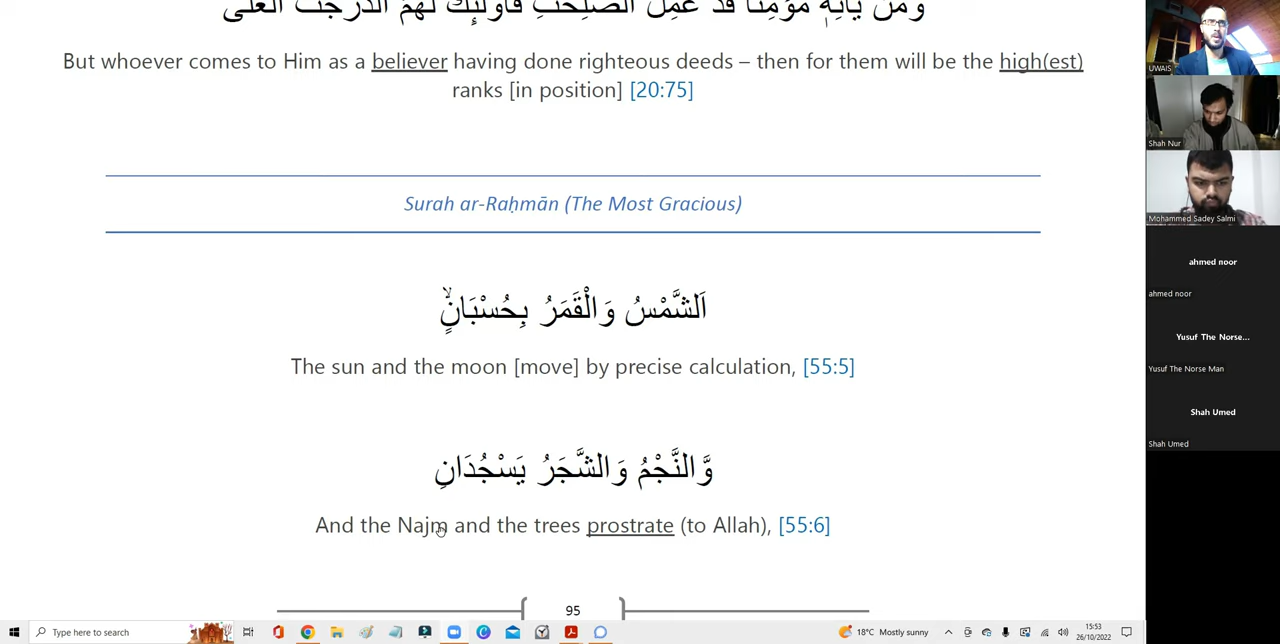 وَمَنْ يَأْتِهٖ مُؤْمِنًا قَدْ عَمِلَ الصّٰلِحٰتِ فَاُولٰٓئِكَ لَهُمُ الدَّرَجٰتُ الْعُلٰى
But whoever comes to Him as a believer having done righteous deeds – then for them will be the high(est)
ranks [in position] [20:75]
Surah ar-Raḥmān (The Most Gracious)
اَلشَّمْسُ وَالْقَمَرُ بِحُسْبَانٍۙ
The sun and the moon [move] by precise calculation, [55:5]
وَّالنَّجْمُ وَالشَّجَرُ يَسْجُدَانِ
And the Najm and the trees prostrate (to Allah), [55:6]
95
UWAIS
Shah Nur
Mohammed Sadey Salmi
ahmed noor
ahmed noor
Yusuf The Norse...
Yusuf The Norse Man
Shah Umed
Shah Umed
Type here to search
18°C Mostly sunny
15:53
26/10/2022